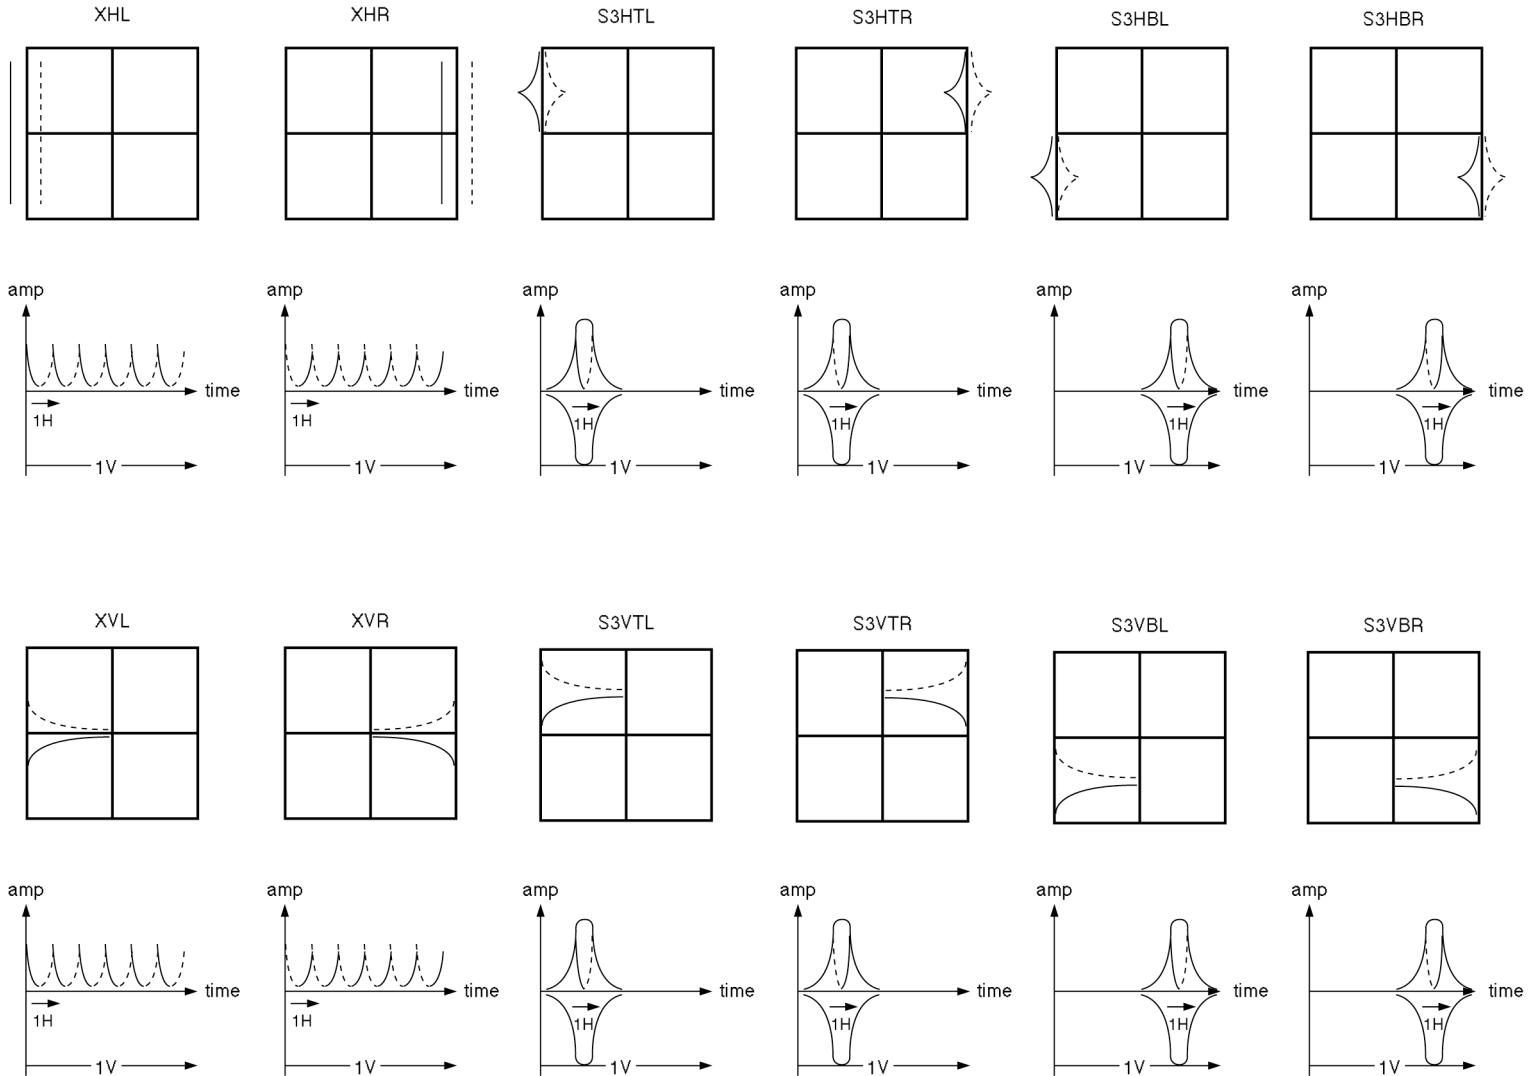 XHL XHR S3HTL S3HTR S3HBL S3HBR
amp amp amp amp amp amp
time time time time time time
1H 1H 1H 1H 1H 1H
1V 1V 1V 1V 1V 1V
XVL XVR S3VTL S3VTR S3VBL S3VBR
amp amp amp amp amp amp
time time time time time time
1H 1H 1H 1H 1H 1H
1V 1V 1V 1V 1V 1V